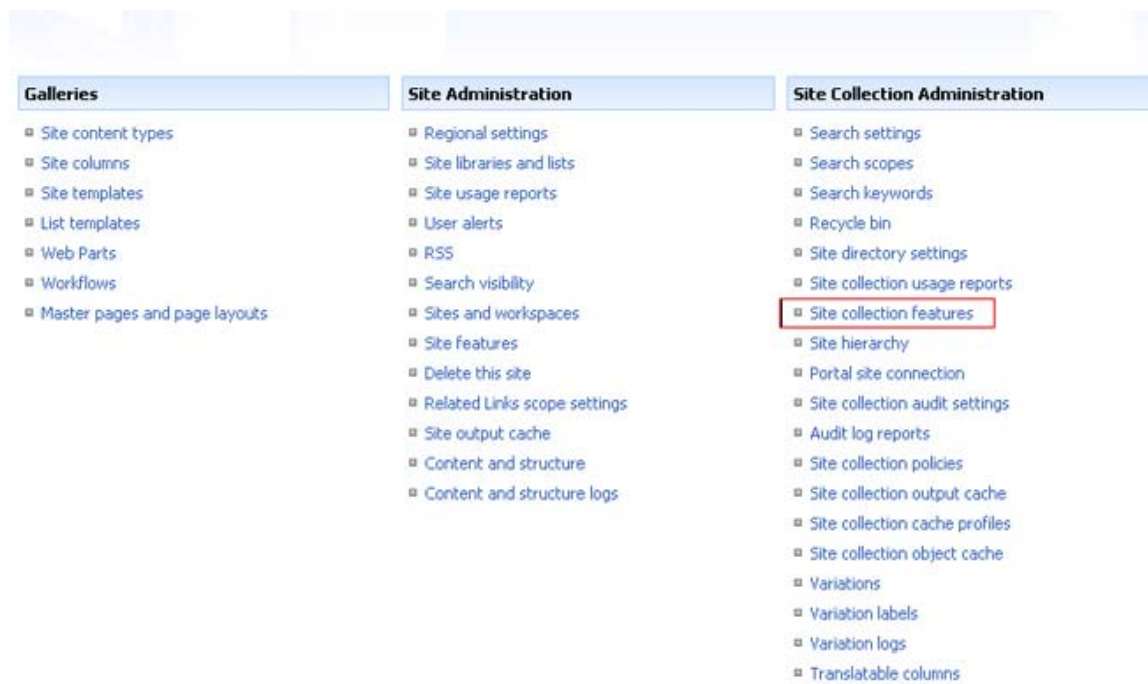 Galleries
Site content types
Site columns
Site templates
List templates
Web Parts
Workflows
Master pages and page layouts
Site Administration
Regional settings
Site libraries and lists
Site usage reports
User alerts
RSS
Search visibility
Sites and workspaces
Site features
Delete this site
Related Links scope settings
Site output cache
Content and structure
Content and structure logs
Site Collection Administration
Search settings
Search scopes
Search keywords
Recycle bin
Site directory settings
Site collection usage reports
Site collection features
Site hierarchy
Portal site connection
Site collection audit settings
Audit log reports
Site collection policies
Site collection output cache
Site collection cache profiles
Site collection object cache
Variations
Variation labels
Variation logs
Translatable columns